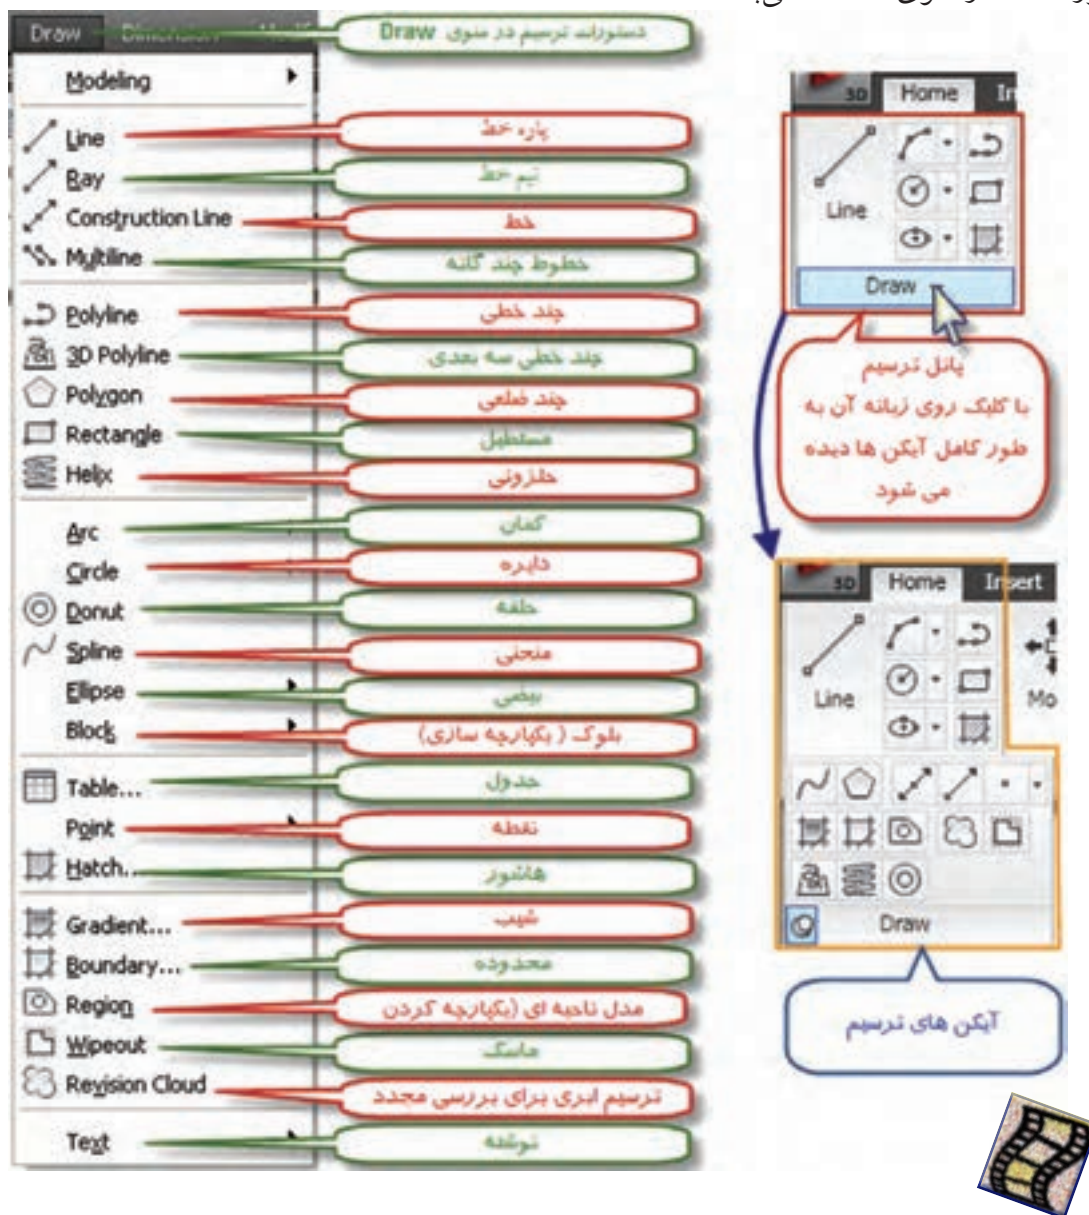 Draw Dimension
دستورات ترسیم در منوی Draw
Modeling
Line
پاره خط
Ray
نیم خط
Construction Line
خط
Multiline
خطوط چند گانه
Polyline
چند خطی
3D Polyline
چند خطی سه بعدی
Polygon
چند ضلعی
Rectangle
مستطیل
Helix
حلزونی
Arc
کمان
Circle
دایره
Donut
حلقه
Spline
منحنی
Ellipse
بیضی
Block
بلوک (یکپارچه سازی)
Table...
جدول
Point
نقطه
Hatch...
هاشور
Gradient...
شیب
Boundary...
محدوده
Region
مدل ناحیه ای (یکپارچه کردن
Wipeout
ماسک
Revision Cloud
ترسیم ابری برای بررسی مجدد
Text
نوشته
3D Home In
Line
Draw
پانل ترسیم
با کلیک روی زبانه آن به
طور کامل آیکن ها دیده
می شود
3D Home Insert
Line
Mo
Draw
آیکن های ترسیم